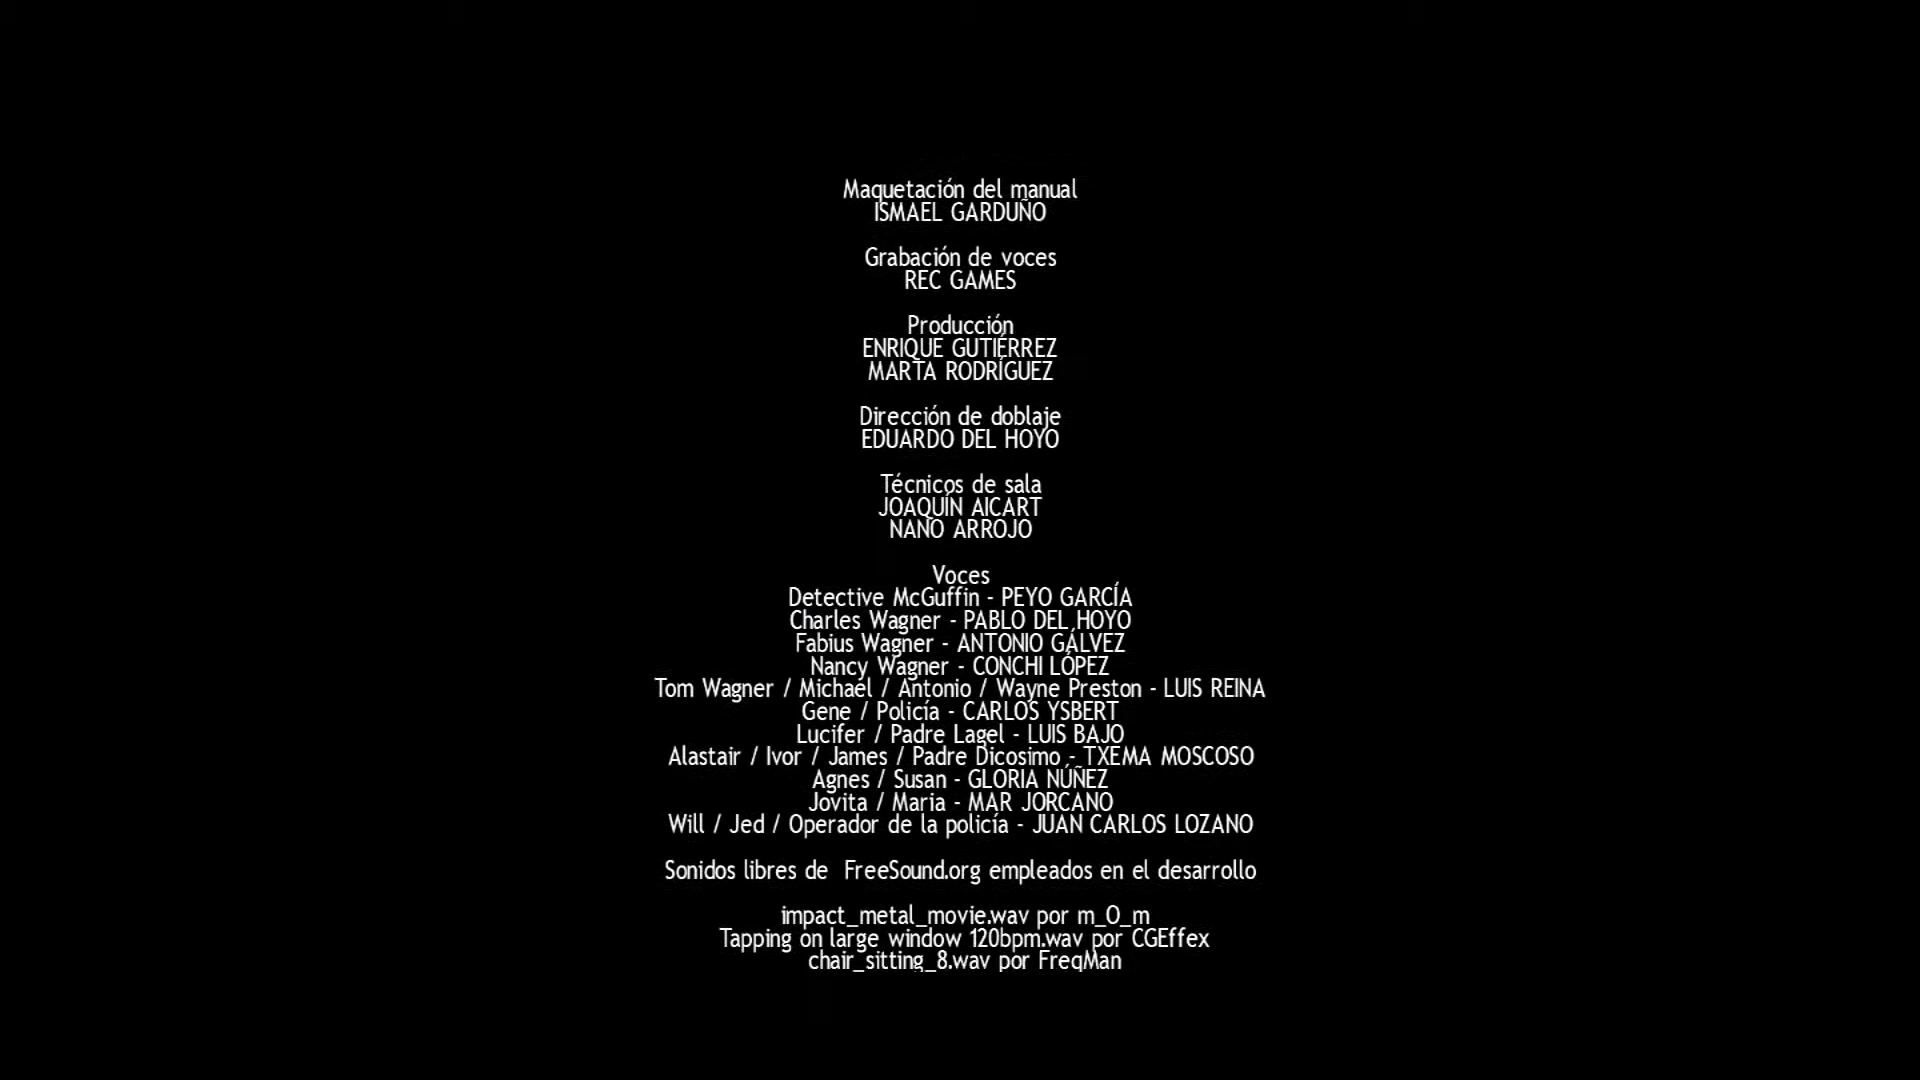 Maquetación del manual
ISMAEL GARDUÑO
Grabación de voces
REC GAMES
Producción
ENRIQUE GUTIÉRREZ
MARTA RODRÍGUEZ
Dirección de doblaje
EDUARDO DEL HOYO
Técnicos de sala
JOAQUÍN AICART
NANO ARROJO
Voces
Detective McGuffin - PEYO GARCÍA
Charles Wagner - PABLO DEL HOYO
Fabius Wagner - ANTONIO GÁLVEZ
Nancy Wagner - CONCHI LÓPEZ
Tom Wagner / Michael / Antonio / Wayne Preston - LUIS REINA
Gene / Policía - CARLOS YSBERT
Lucifer / Padre Lagel - LUIS BAJO
Alastair / Ivor / James / Padre Dicosimo - TXEMA MOSCOSO
Agnes / Susan - GLORIA NÚÑEZ
Jovita / Maria - MAR JORCANO
Will / Jed / Operador de la policía - JUAN CARLOS LOZANO
Sonidos libres de  FreeSound.org empleados en el desarrollo
impact_metal_movie.wav por m_O_m
Tapping on large window 120bpm.wav por CGEffex
chair_sitting_8.wav por FreqMan